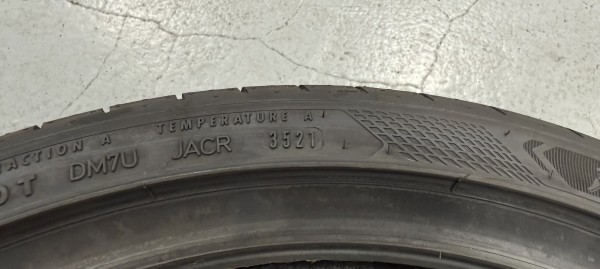 TRACTION A TEMPERATURE A
DOT DM7U JACR 3521